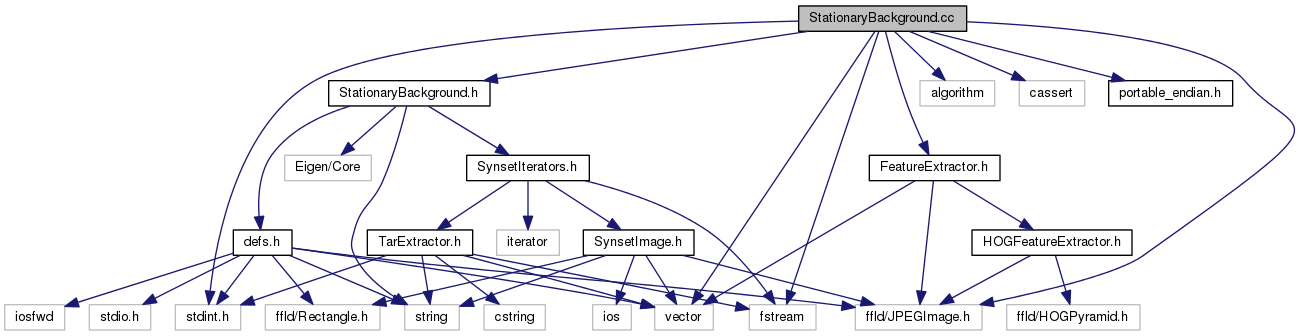 StationaryBackground.cc
StationaryBackground.h
algorithm
cassert
portable_endian.h
Eigen/Core
SynsetIterators.h
FeatureExtractor.h
defs.h
TarExtractor.h
iterator
SynsetImage.h
HOGFeatureExtractor.h
iosfwd
stdio.h
stdint.h
ffld/Rectangle.h
string
cstring
ios
vector
fstream
ffld/JPEGImage.h
ffld/HOGPyramid.h